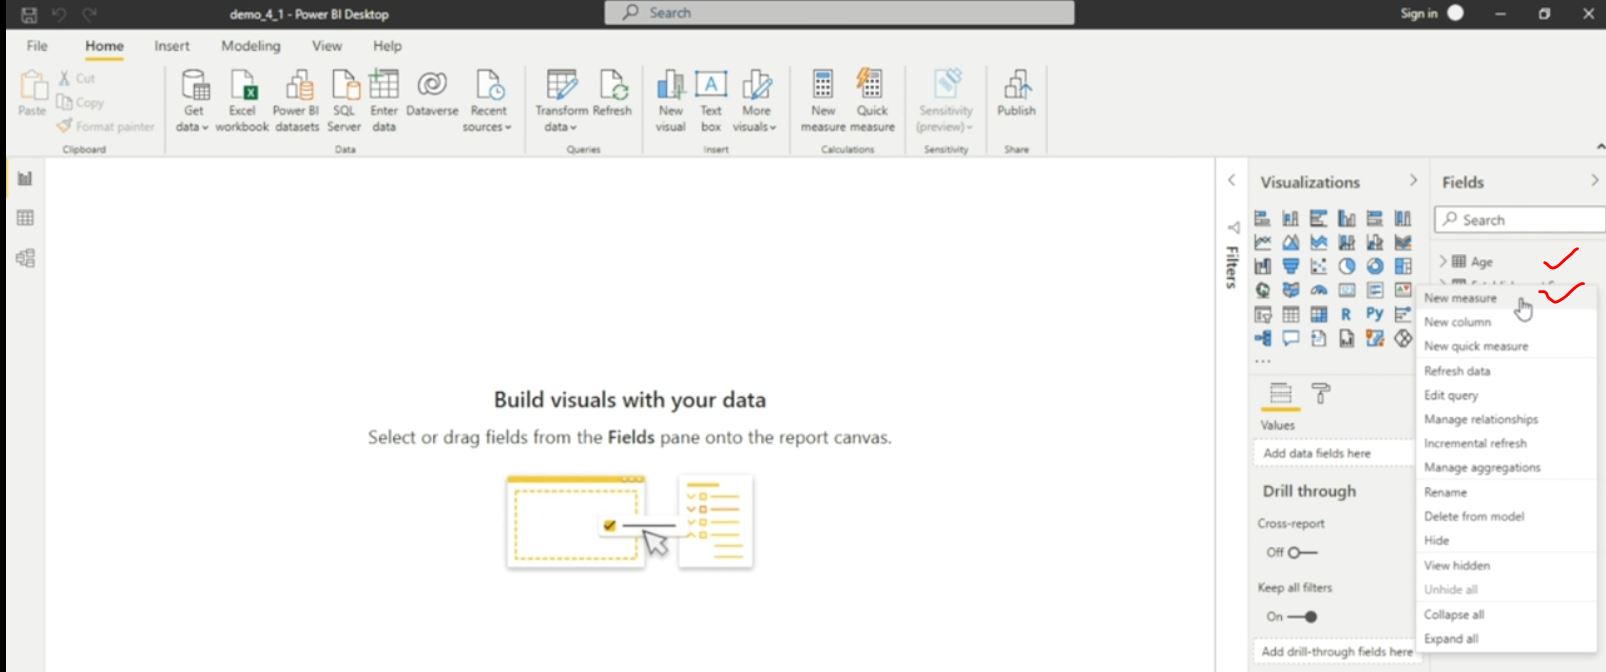 demo_4_1 - Power BI Desktop
Search
Sign in
File Home Insert Modeling View Help
Paste
Cut
Copy
Format painter
Clipboard
Get data
Excel workbook
Power BI datasets
SQL Server
Enter data
Dataverse
Recent sources
Data
Transform data
Refresh
Queries
New visual
Text box
More visuals
Insert
New measure
Quick measure
Calculations
Sensitivity (preview)
Sensitivity
Publish
Share
Build visuals with your data
Select or drag fields from the Fields pane onto the report canvas.
Filters
Visualizations
R
Py
...
Values
Add data fields here
Drill through
Cross-report
Off
Keep all filters
On
Add drill-through fields here
Fields
Search
Age
New measure
New column
New quick measure
Refresh data
Edit query
Manage relationships
Incremental refresh
Manage aggregations
Rename
Delete from model
Hide
View hidden
Unhide all
Collapse all
Expand all